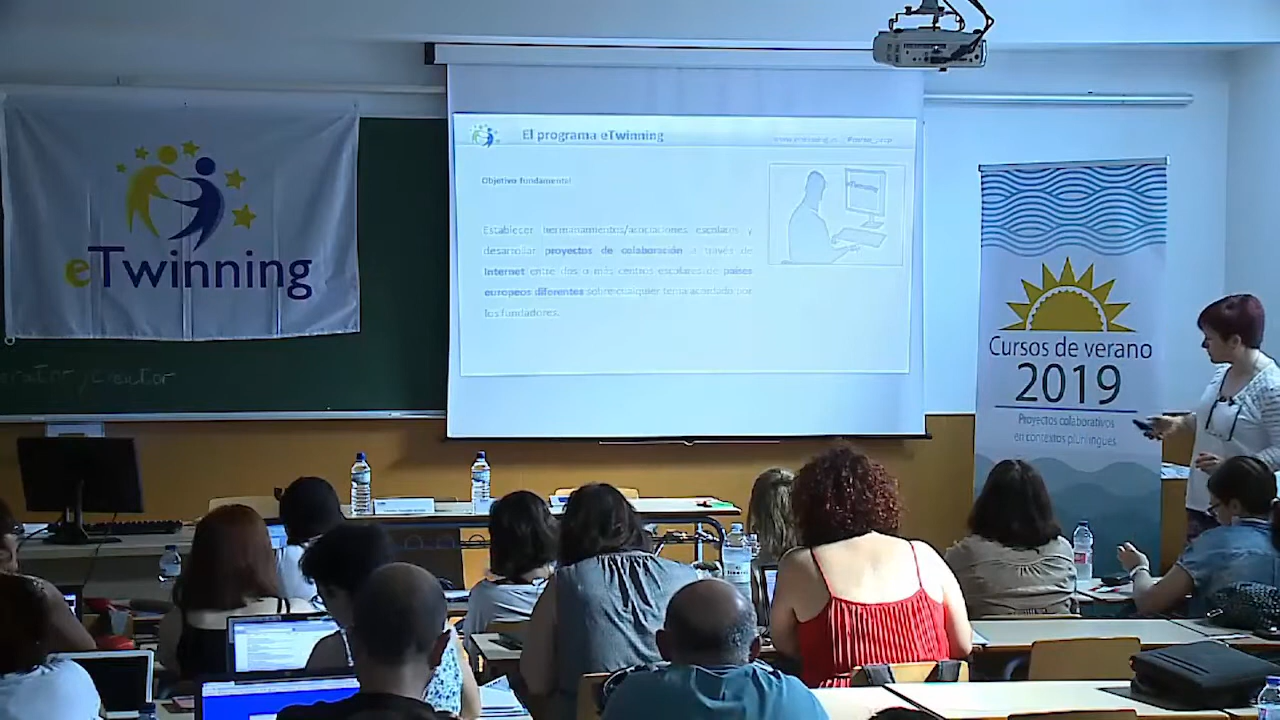 eTwinning
El programa eTwinning
Objetivo fundamental
Establecer hermanamientos/asociaciones escolares y
desarrollar proyectos de colaboración a través de
Internet entre dos o más centros escolares de países
europeos diferentes sobre cualquier tema acordado por
los fundadores.
eTwinning
Cursos de verano
2019
Proyectos colaborativos
en contextos plurilingües